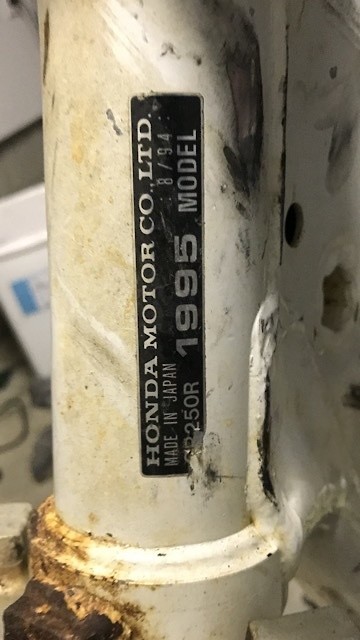 HONDA MOTOR CO.,LTD.
MADE IN JAPAN 8/94
1995 MODEL